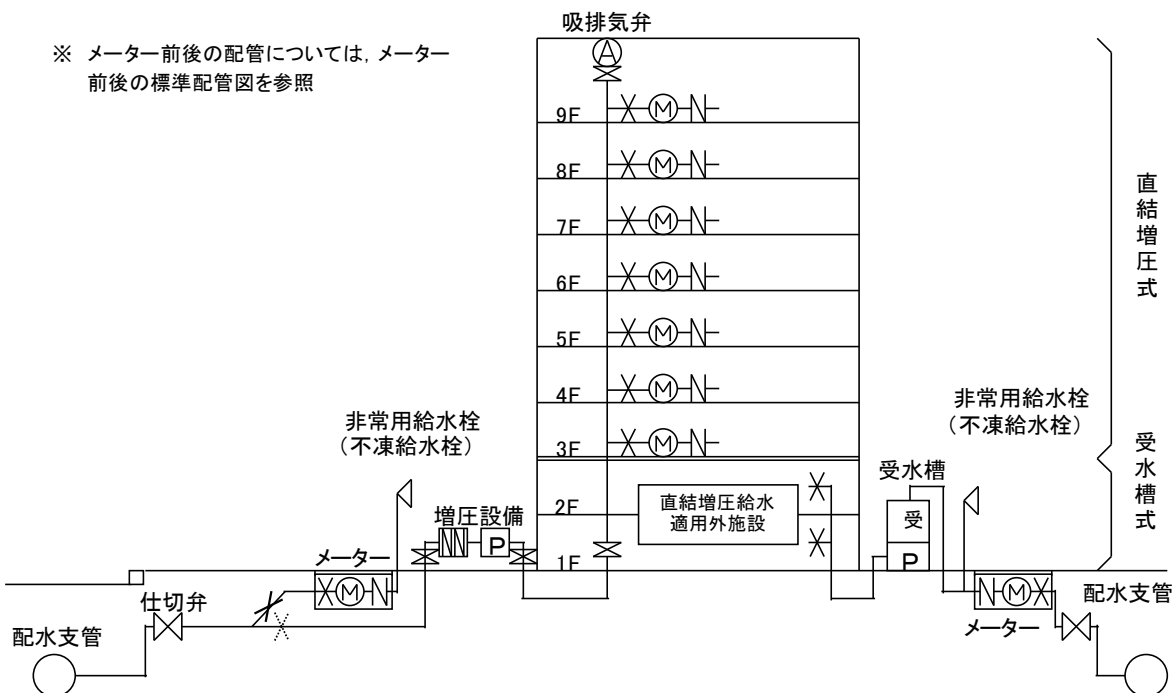 吸排気弁
※ メーター前後の配管については, メーター
前後の標準配管図を参照
A
9F
M
8F
M
7F
M
6F
M
5F
M
4F
M
3F
M
直結増圧式
受水槽式
非常用給水栓
（不凍給水栓）
非常用給水栓
（不凍給水栓）
受水槽
2F
直結増圧給水
適用外施設
受
増圧設備
P
P
1F
メーター
M
M
仕切弁
配水支管
メーター
配水支管